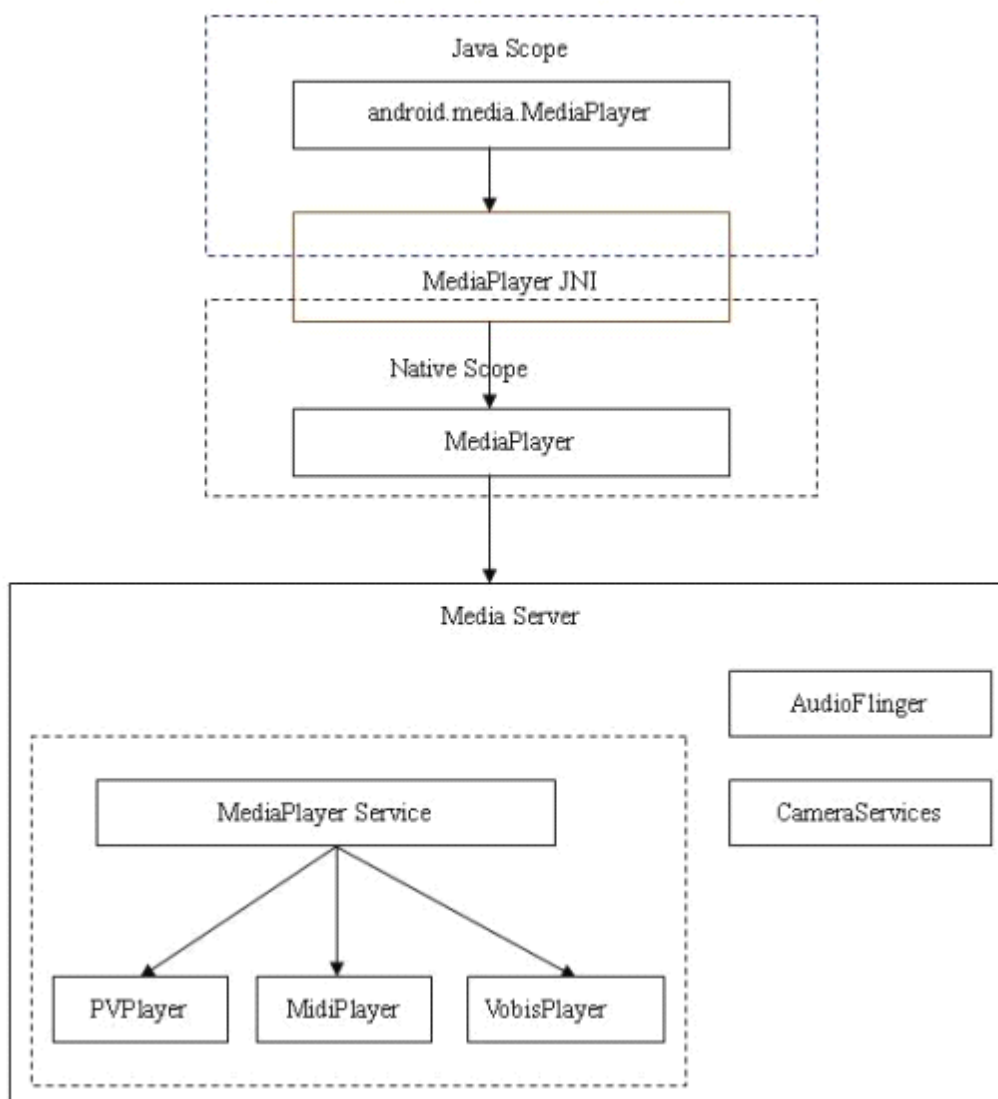 Java Scope
android.media.MediaPlayer
MediaPlayer JNI
Native Scope
MediaPlayer
Media Server
AudioFlinger
MediaPlayer Service
CameraServices
PVPlayer
MidiPlayer
VobisPlayer